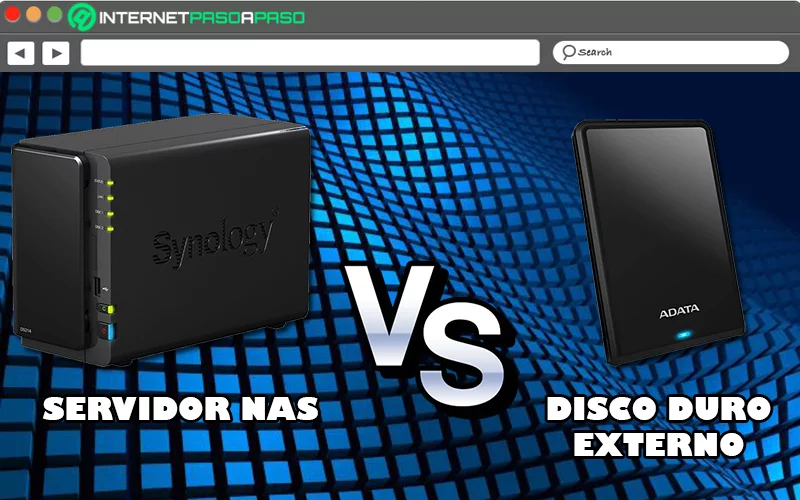 INTERNETPASOAPASO
Search
Synology
VS
ADATA
SERVIDOR NAS
DISCO DURO
EXTERNO